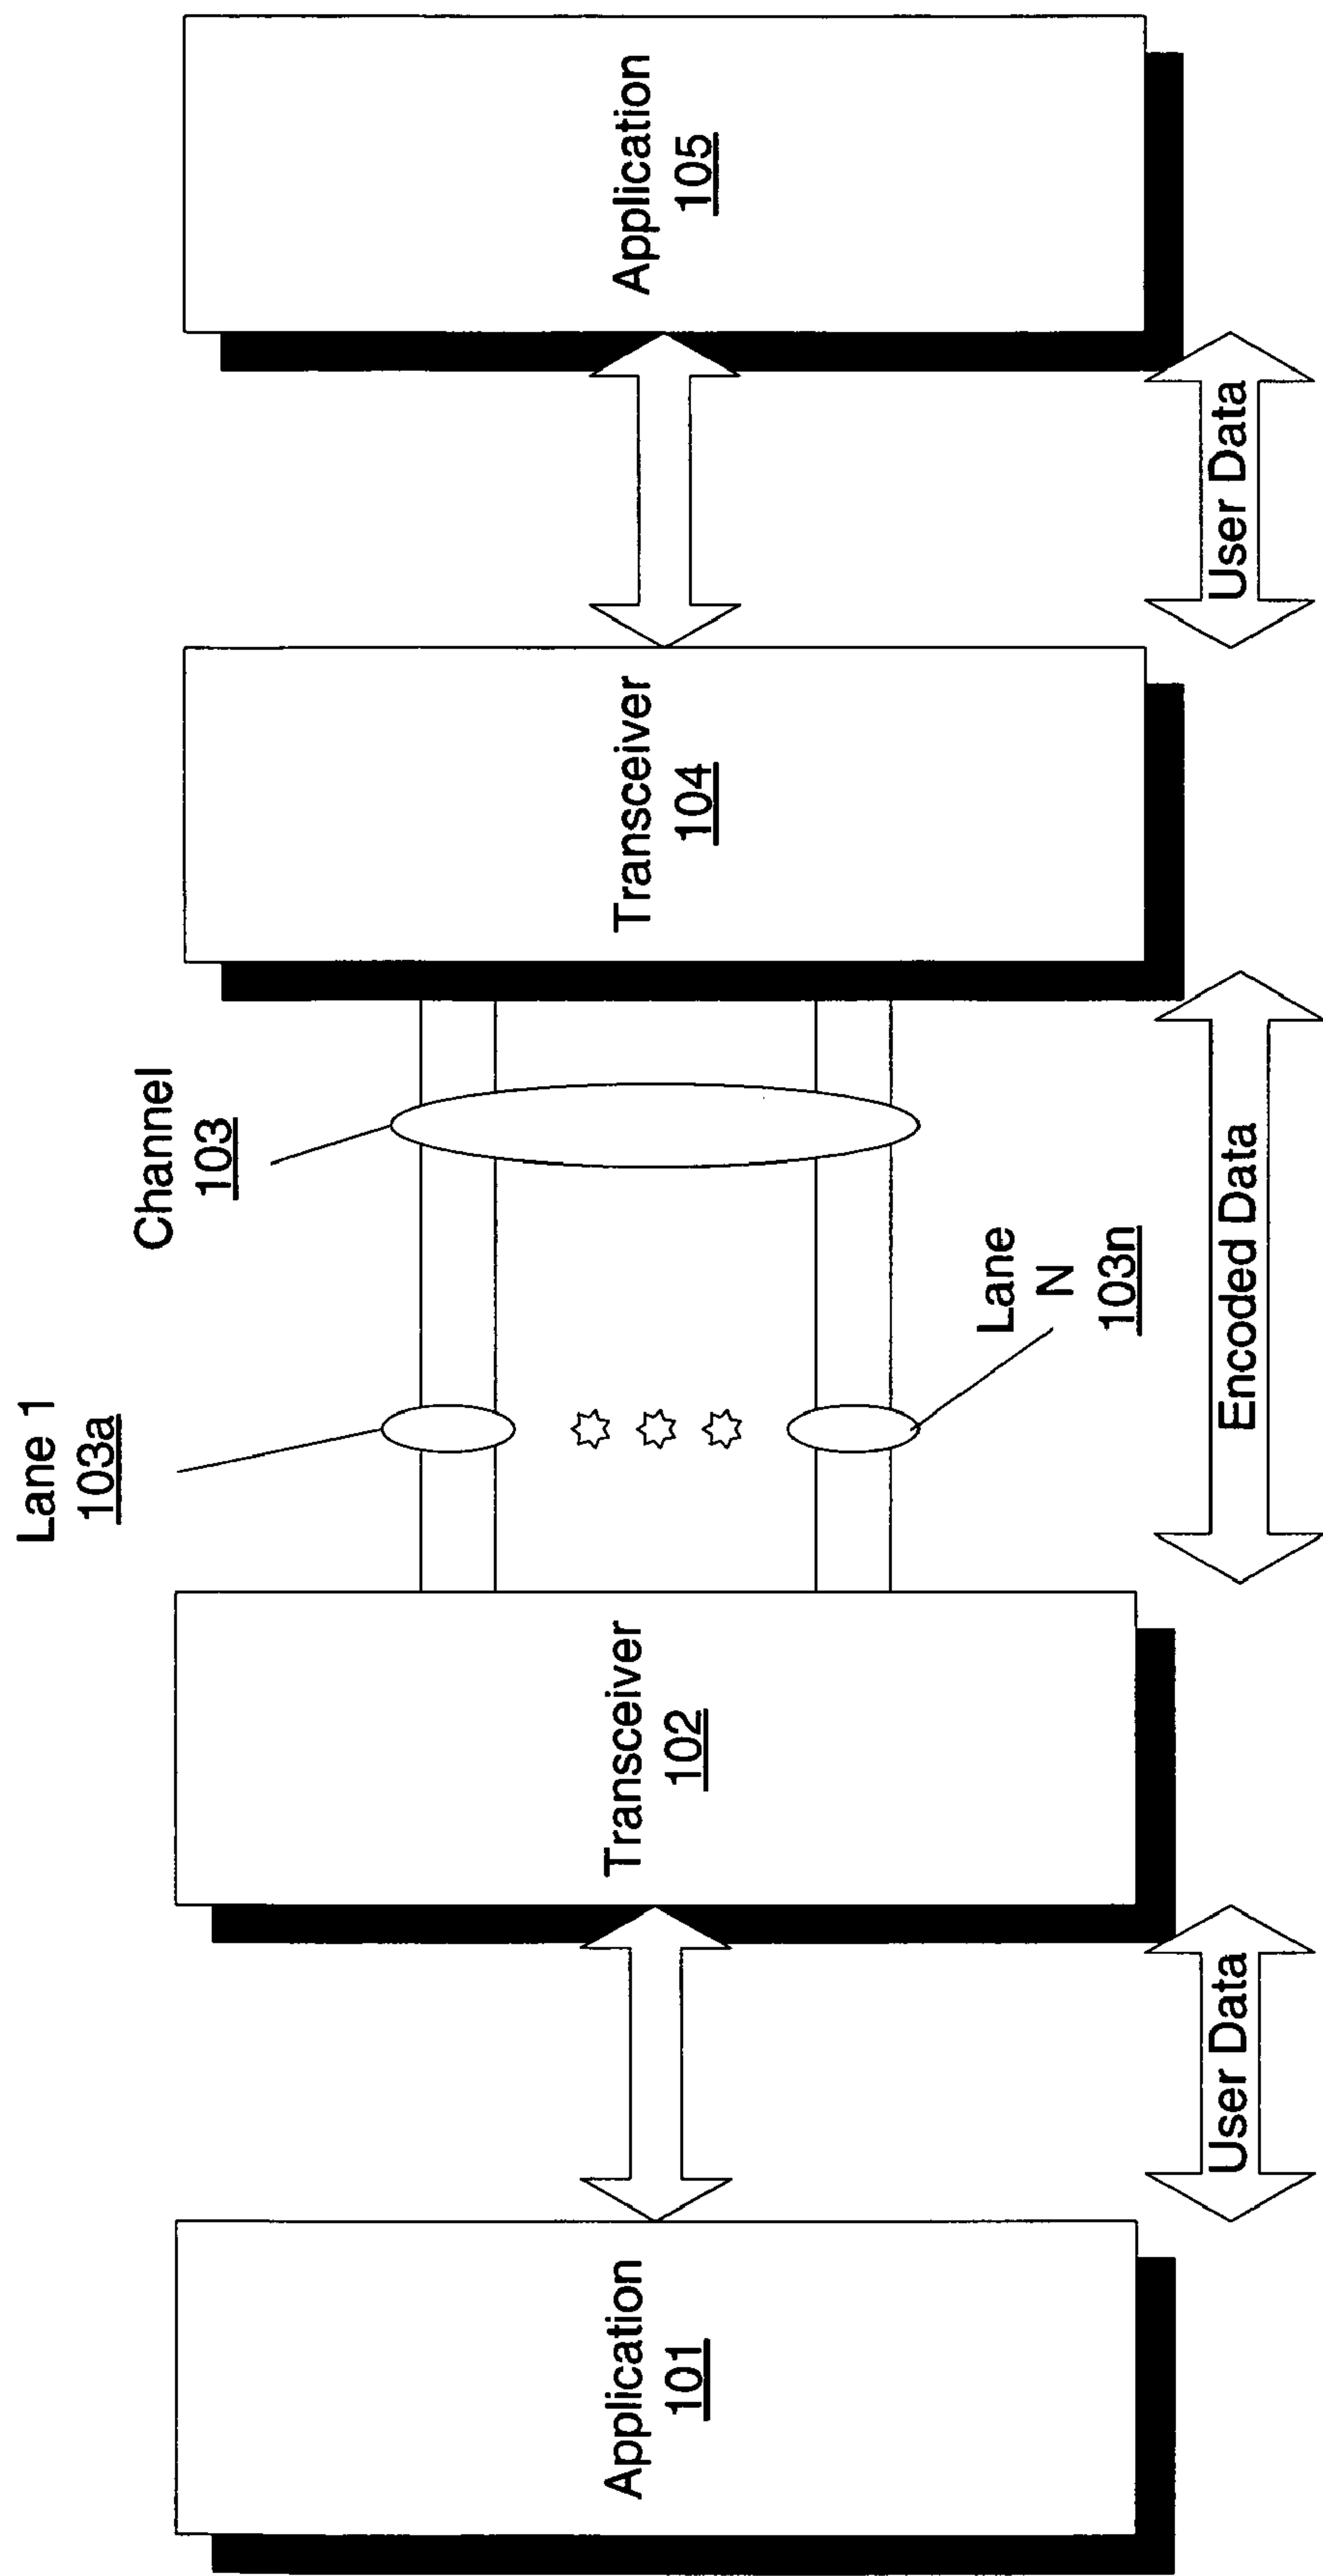 Lane 1
103a
Channel
103
Application
101
Transceiver
102
Transceiver
104
Application
105
Lane
N
103n
User Data
Encoded Data
User Data